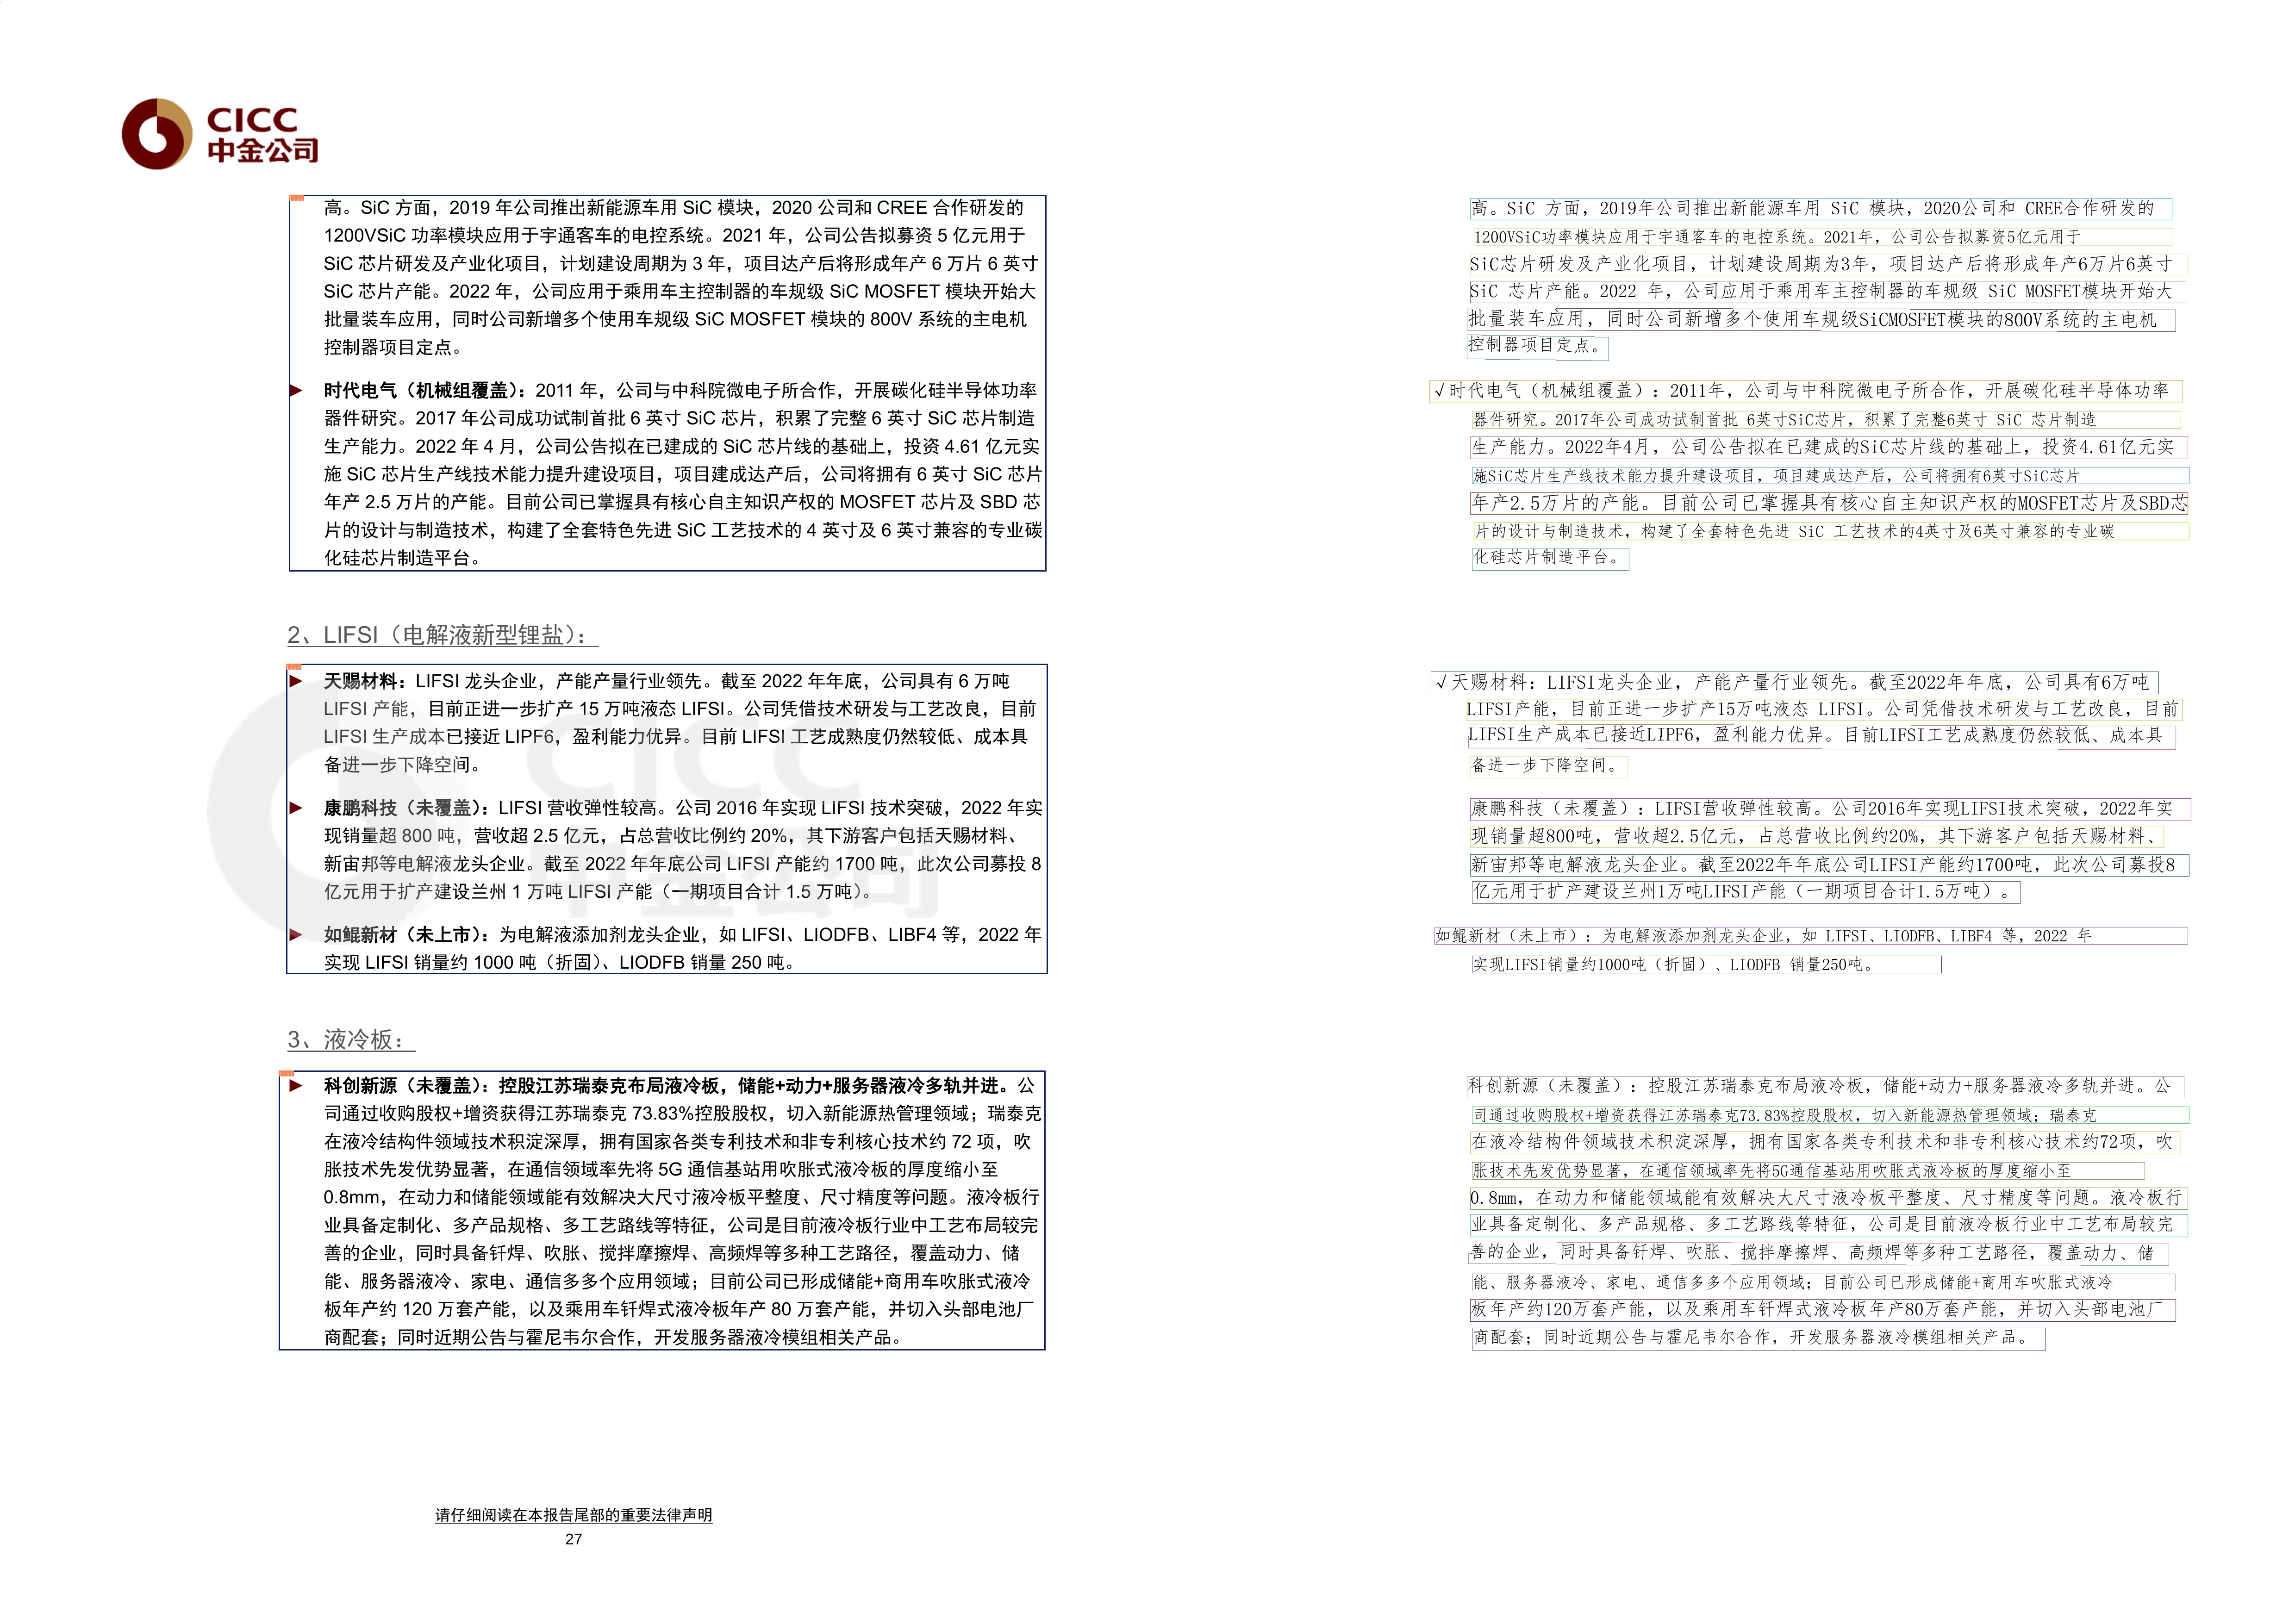 CICC
中金公司
高。SiC 方面，2019 年公司推出新能源车用 SiC 模块，2020 公司和 CREE 合作研发的
1200VSiC 功率模块应用于宇通客车的电控系统。2021 年，公司公告拟募资 5 亿元用于
SiC 芯片研发及产业化项目，计划建设周期为 3 年，项目达产后将形成年产 6 万片 6 英寸
SiC 芯片产能。2022 年，公司应用于乘用车主控制器的车规级 SiC MOSFET 模块开始大
批量装车应用，同时公司新增多个使用车规级 SiC MOSFET 模块的 800V 系统的主电机
控制器项目定点。
► 时代电气（机械组覆盖）：2011 年，公司与中科院微电子所合作，开展碳化硅半导体功率
器件研究。2017 年公司成功试制首批 6 英寸 SiC 芯片，积累了完整 6 英寸 SiC 芯片制造
生产能力。2022 年 4 月，公司公告拟在已建成的 SiC 芯片线的基础上，投资 4.61 亿元实
施 SiC 芯片生产线技术能力提升建设项目，项目建成达产后，公司将拥有 6 英寸 SiC 芯片
年产 2.5 万片的产能。目前公司已掌握具有核心自主知识产权的 MOSFET 芯片及 SBD 芯
片的设计与制造技术，构建了全套特色先进 SiC 工艺技术的 4 英寸及 6 英寸兼容的专业碳
化硅芯片制造平台。
2、LIFSI（电解液新型锂盐）：
► 天赐材料：LIFSI 龙头企业，产能产量行业领先。截至 2022 年年底，公司具有 6 万吨
LIFSI 产能，目前正进一步扩产 15 万吨液态 LIFSI。公司凭借技术研发与工艺改良，目前
LIFSI 生产成本已接近 LIPF6，盈利能力优异。目前 LIFSI 工艺成熟度仍然较低、成本具
备进一步下降空间。
► 康鹏科技（未覆盖）：LIFSI 营收弹性较高。公司 2016 年实现 LIFSI 技术突破，2022 年实
现销量超 800 吨，营收超 2.5 亿元，占总营收比例约 20%，其下游客户包括天赐材料、
新宙邦等电解液龙头企业。截至 2022 年年底公司 LIFSI 产能约 1700 吨，此次公司募投 8
亿元用于扩产建设兰州 1 万吨 LIFSI 产能（一期项目合计 1.5 万吨）。
► 如鲲新材（未上市）：为电解液添加剂龙头企业，如 LIFSI、LIODFB、LIBF4 等，2022 年
实现 LIFSI 销量约 1000 吨（折固）、LIODFB 销量 250 吨。
CICC
中金公司
3、液冷板：
► 科创新源（未覆盖）：控股江苏瑞泰克布局液冷板，储能+动力+服务器液冷多轨并进。公
司通过收购股权+增资获得江苏瑞泰克 73.83%控股股权，切入新能源热管理领域；瑞泰克
在液冷结构件领域技术积淀深厚，拥有国家各类专利技术和非专利核心技术约 72 项，吹
胀技术先发优势显著，在通信领域率先将 5G 通信基站用吹胀式液冷板的厚度缩小至
0.8mm，在动力和储能领域能有效解决大尺寸液冷板平整度、尺寸精度等问题。液冷板行
业具备定制化、多产品规格、多工艺路线等特征，公司是目前液冷板行业中工艺布局较完
善的企业，同时具备钎焊、吹胀、搅拌摩擦焊、高频焊等多种工艺路径，覆盖动力、储
能、服务器液冷、家电、通信多多个应用领域；目前公司已形成储能+商用车吹胀式液冷
板年产约 120 万套产能，以及乘用车钎焊式液冷板年产 80 万套产能，并切入头部电池厂
商配套；同时近期公告与霍尼韦尔合作，开发服务器液冷模组相关产品。
请仔细阅读在本报告尾部的重要法律声明
27
高。SiC 方面，2019年公司推出新能源车用 SiC 模块，2020公司和 CREE合作研发的
1200VSiC功率模块应用于宇通客车的电控系统。2021年，公司公告拟募资5亿元用于
SiC芯片研发及产业化项目，计划建设周期为3年，项目达产后将形成年产6万片6英寸
SiC 芯片产能。2022 年，公司应用于乘用车主控制器的车规级 SiC MOSFET模块开始大
批量装车应用，同时公司新增多个使用车规级SiCMOSFET模块的800V系统的主电机
控制器项目定点。
√时代电气（机械组覆盖）：2011年，公司与中科院微电子所合作，开展碳化硅半导体功率
器件研究。2017年公司成功试制首批 6英寸SiC芯片，积累了完整6英寸 SiC 芯片制造
生产能力。2022年4月，公司公告拟在已建成的SiC芯片线的基础上，投资4.61亿元实
施SiC芯片生产线技术能力提升建设项目，项目建成达产后，公司将拥有6英寸SiC芯片
年产2.5万片的产能。目前公司已掌握具有核心自主知识产权的MOSFET芯片及SBD芯
片的设计与制造技术，构建了全套特色先进 SiC 工艺技术的4英寸及6英寸兼容的专业碳
化硅芯片制造平台。
√天赐材料：LIFSI龙头企业，产能产量行业领先。截至2022年年底，公司具有6万吨
LIFSI产能，目前正进一步扩产15万吨液态 LIFSI。公司凭借技术研发与工艺改良，目前
LIFSI生产成本已接近LIPF6，盈利能力优异。目前LIFSI工艺成熟度仍然较低、成本具
备进一步下降空间。
康鹏科技（未覆盖）：LIFSI营收弹性较高。公司2016年实现LIFSI技术突破，2022年实
现销量超800吨，营收超2.5亿元，占总营收比例约20%，其下游客户包括天赐材料、
新宙邦等电解液龙头企业。截至2022年年底公司LIFSI产能约1700吨，此次公司募投8
亿元用于扩产建设兰州1万吨LIFSI产能（一期项目合计1.5万吨）。
如鲲新材（未上市）：为电解液添加剂龙头企业，如 LIFSI、LIODFB、LIBF4 等，2022 年
实现LIFSI销量约1000吨（折固）、LIODFB 销量250吨。
科创新源（未覆盖）：控股江苏瑞泰克布局液冷板，储能+动力+服务器液冷多轨并进。公
司通过收购股权+增资获得江苏瑞泰克73.83%控股股权，切入新能源热管理领域；瑞泰克
在液冷结构件领域技术积淀深厚，拥有国家各类专利技术和非专利核心技术约72项，吹
胀技术先发优势显著，在通信领域率先将5G通信基站用吹胀式液冷板的厚度缩小至
0.8mm，在动力和储能领域能有效解决大尺寸液冷板平整度、尺寸精度等问题。液冷板行
业具备定制化、多产品规格、多工艺路线等特征，公司是目前液冷板行业中工艺布局较完
善的企业，同时具备钎焊、吹胀、搅拌摩擦焊、高频焊等多种工艺路径，覆盖动力、储
能、服务器液冷、家电、通信多多个应用领域；目前公司已形成储能+商用车吹胀式液冷
板年产约120万套产能，以及乘用车钎焊式液冷板年产80万套产能，并切入头部电池厂
商配套；同时近期公告与霍尼韦尔合作，开发服务器液冷模组相关产品。